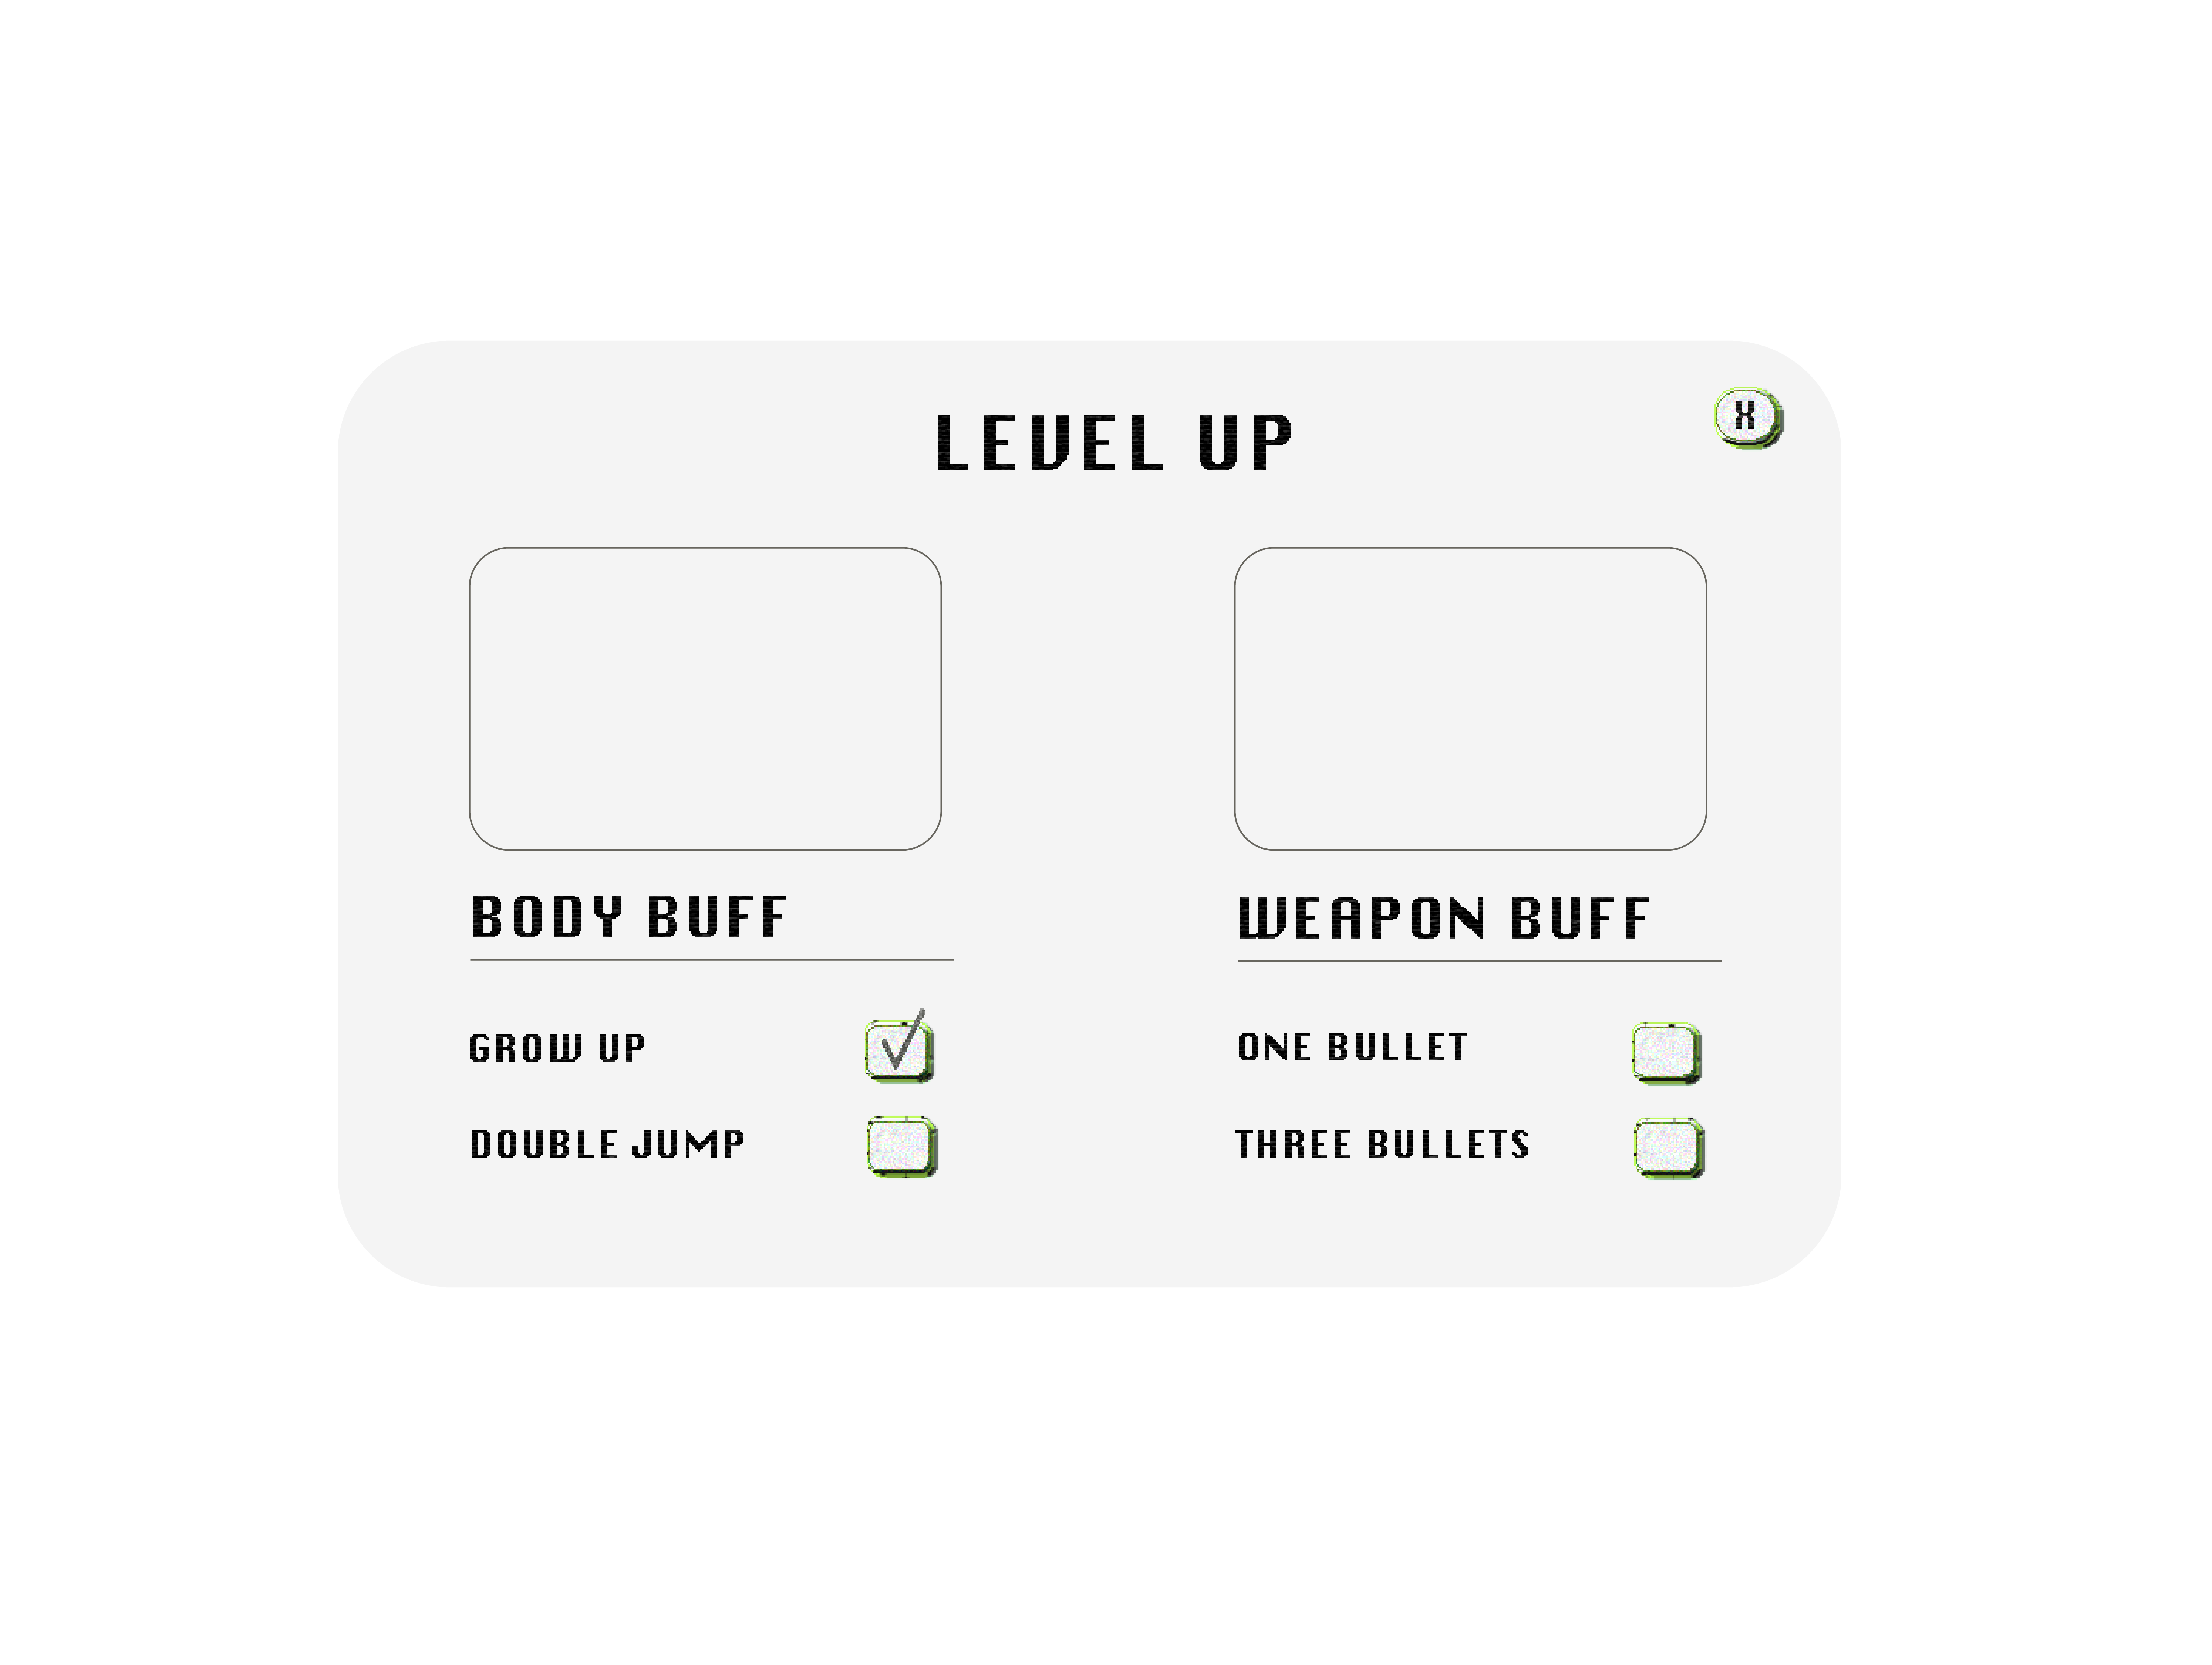 LEVEL UP
X
BODY BUFF
GROW UP
DOUBLE JUMP
WEAPON BUFF
ONE BULLET
THREE BULLETS